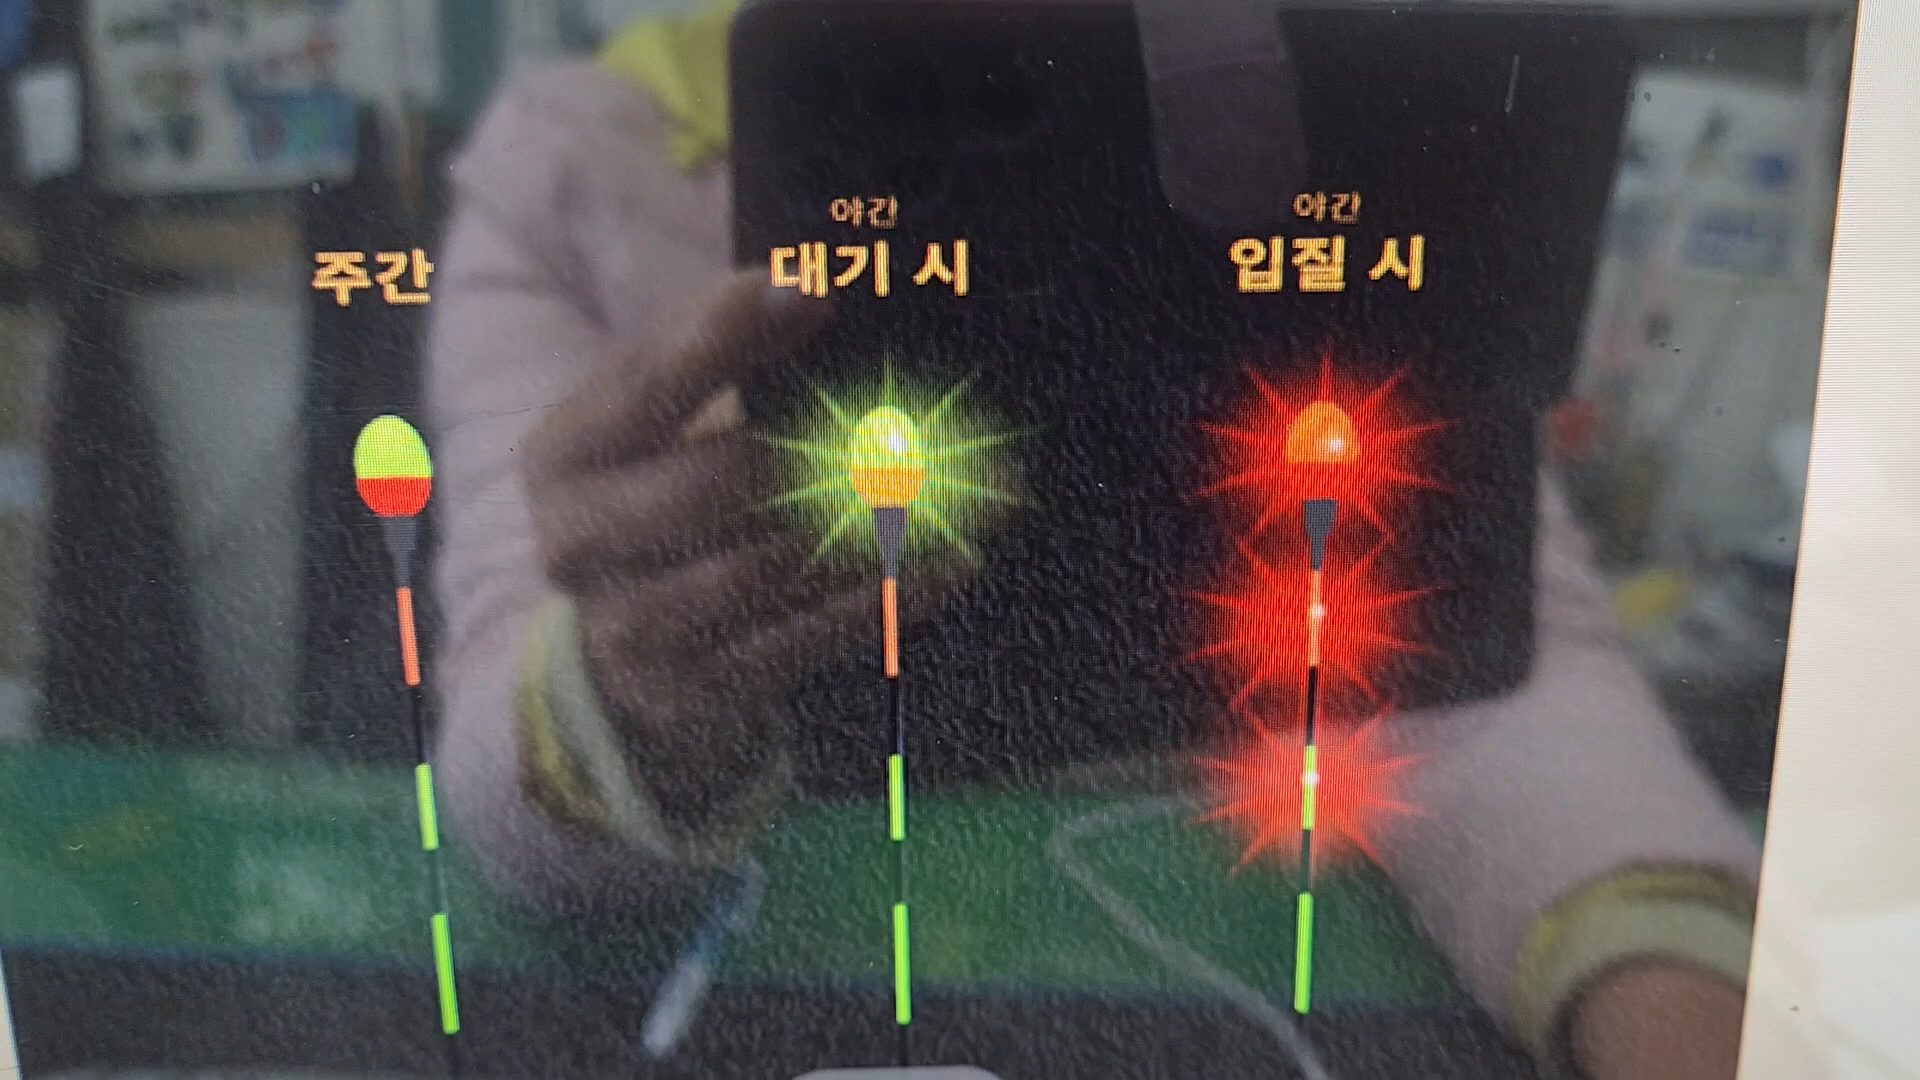 주간
야간
대기 시
야간
입질 시